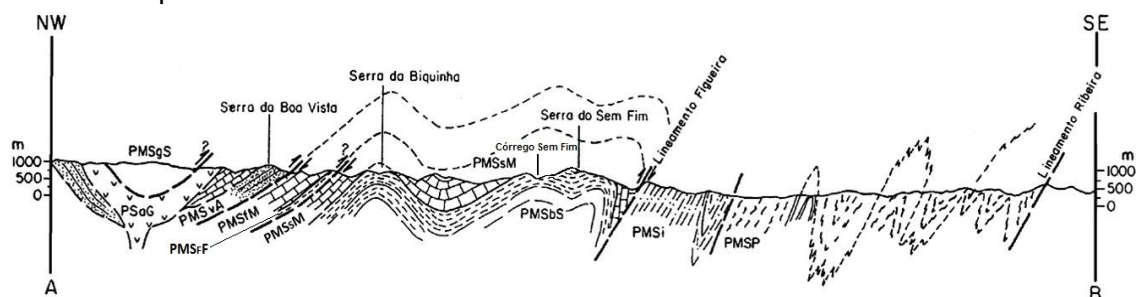 NW
SE
Serra da Boa Vista
Serra da Biquinha
Serra do Sem Fim
Córrego Sem Fim
Lineamento Figueira
Lineamento Ribeira
m
1000
500
0
m
1000
500
0
?
?
?
PMSgS
PSaG
PMSvA
PMSfM
PMSsM
PMSFF
PMSsM
PMSbS
PMSi
PMSP
A
B